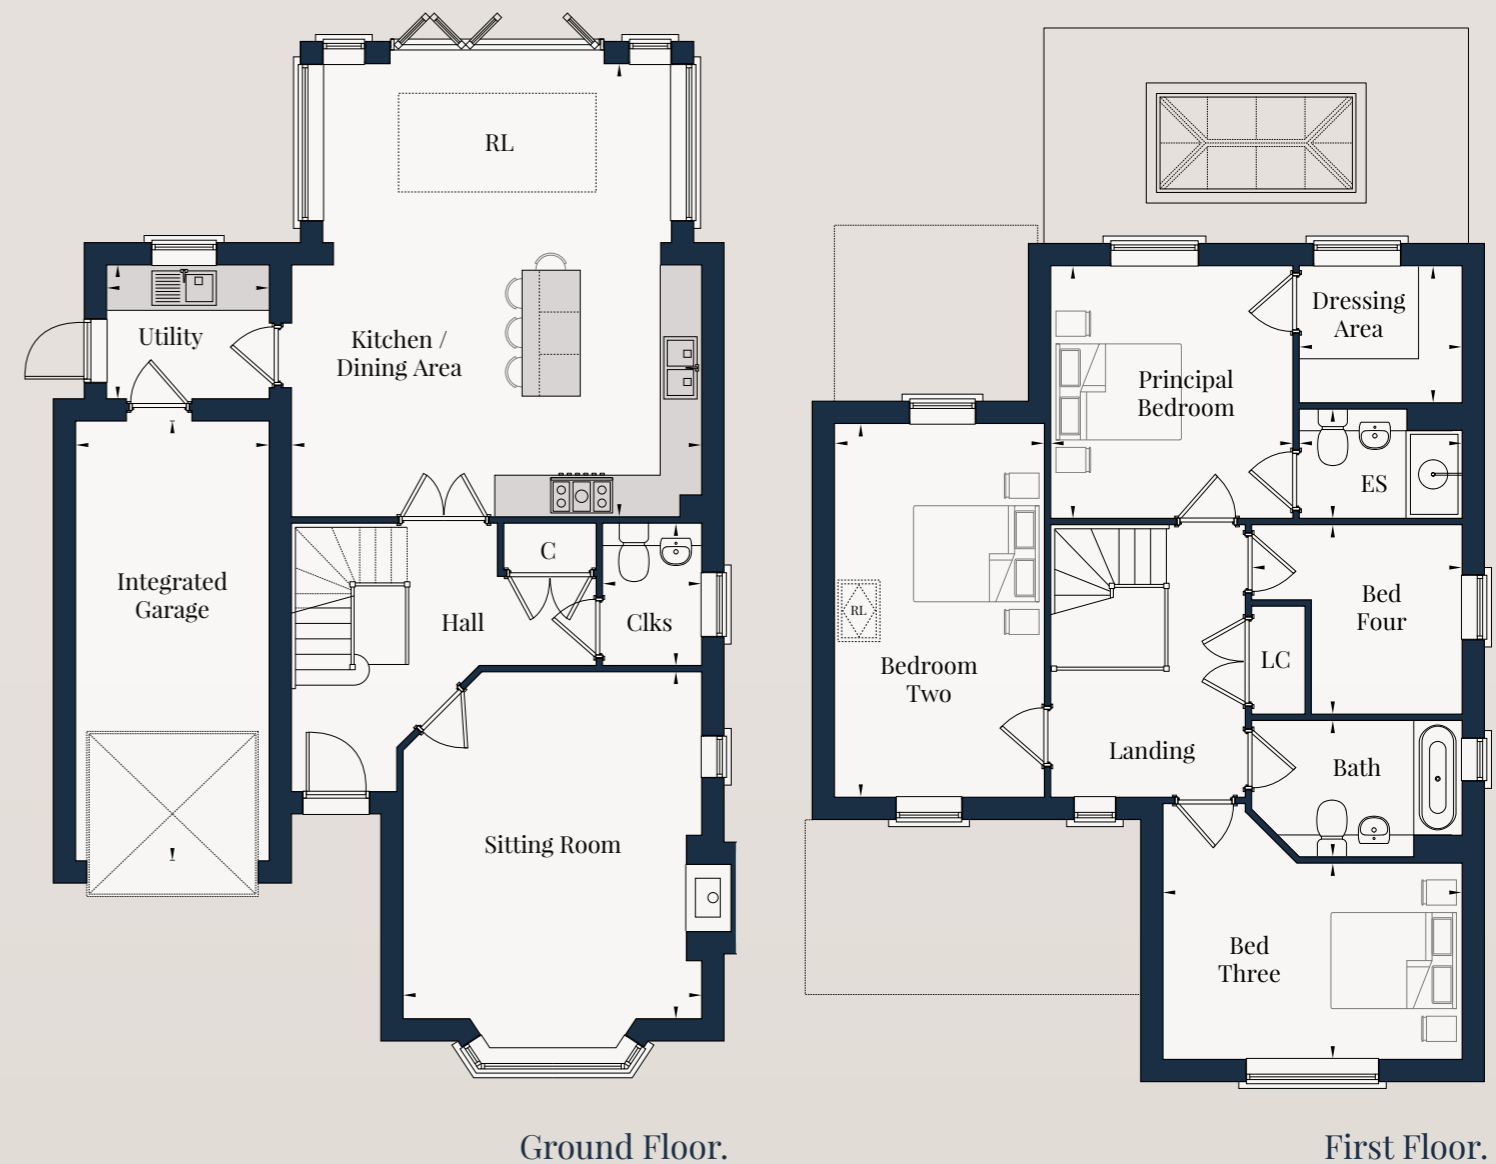 RL
Utility
Kitchen /
Dining Area
Integrated
Garage
C
Hall
Clks
Sitting Room
Ground Floor.
Dressing
Area
Principal
Bedroom
ES
RL
Bedroom
Two
Bed
Four
LC
Landing
Bath
Bed
Three
First Floor.